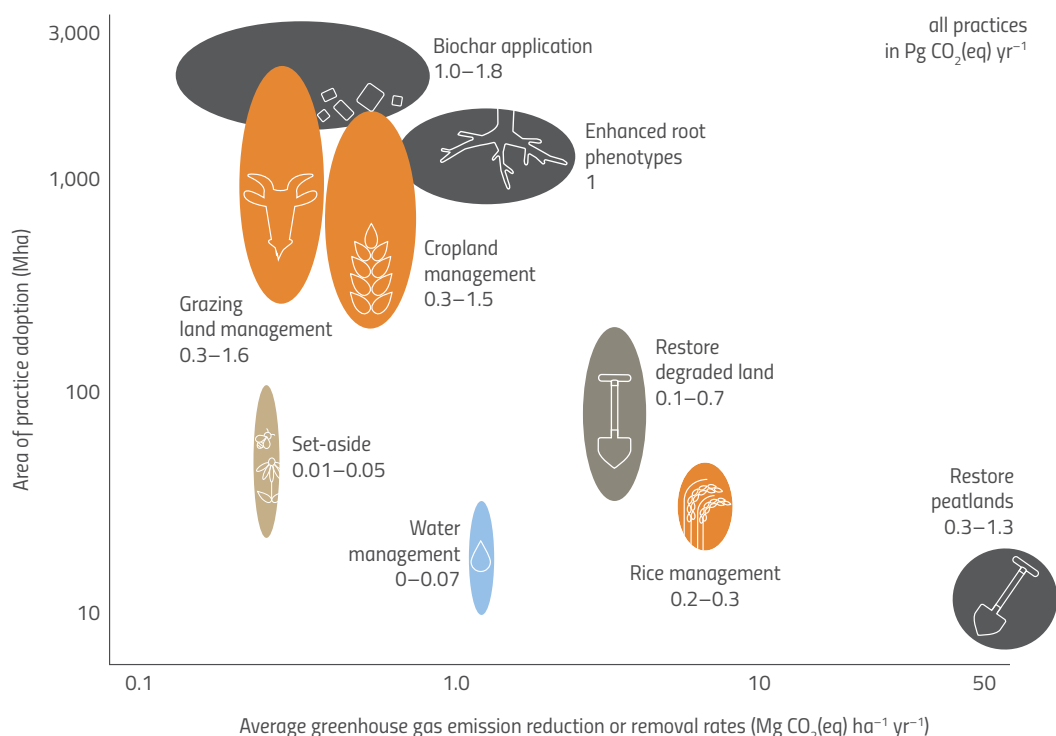 3,000
1,000
100
10
Area of practice adoption (Mha)
all practices
in Pg CO₂(eq) yr⁻¹
Biochar application
1.0–1.8
Enhanced root
phenotypes
1
Cropland
management
0.3–1.5
Grazing
land management
0.3–1.6
Restore
degraded land
0.1–0.7
Set-aside
0.01–0.05
Water
management
0–0.07
Rice management
0.2–0.3
Restore
peatlands
0.3–1.3
0.1
1.0
10
50
Average greenhouse gas emission reduction or removal rates (Mg CO₂(eq) ha⁻¹ yr⁻¹)